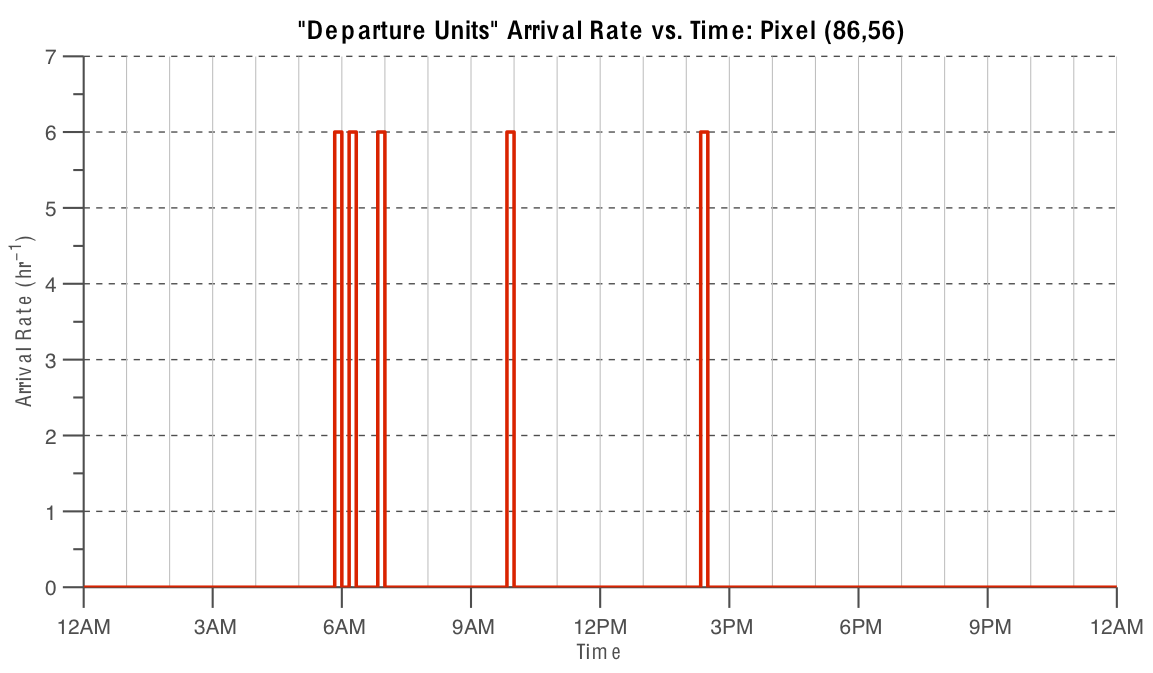 "Departure Units" Arrival Rate vs. Time: Pixel (86,56)
7
6
5
4
3
2
1
0
Arrival Rate (hr⁻¹)
12AM 3AM 6AM 9AM 12PM 3PM 6PM 9PM 12AM
Time